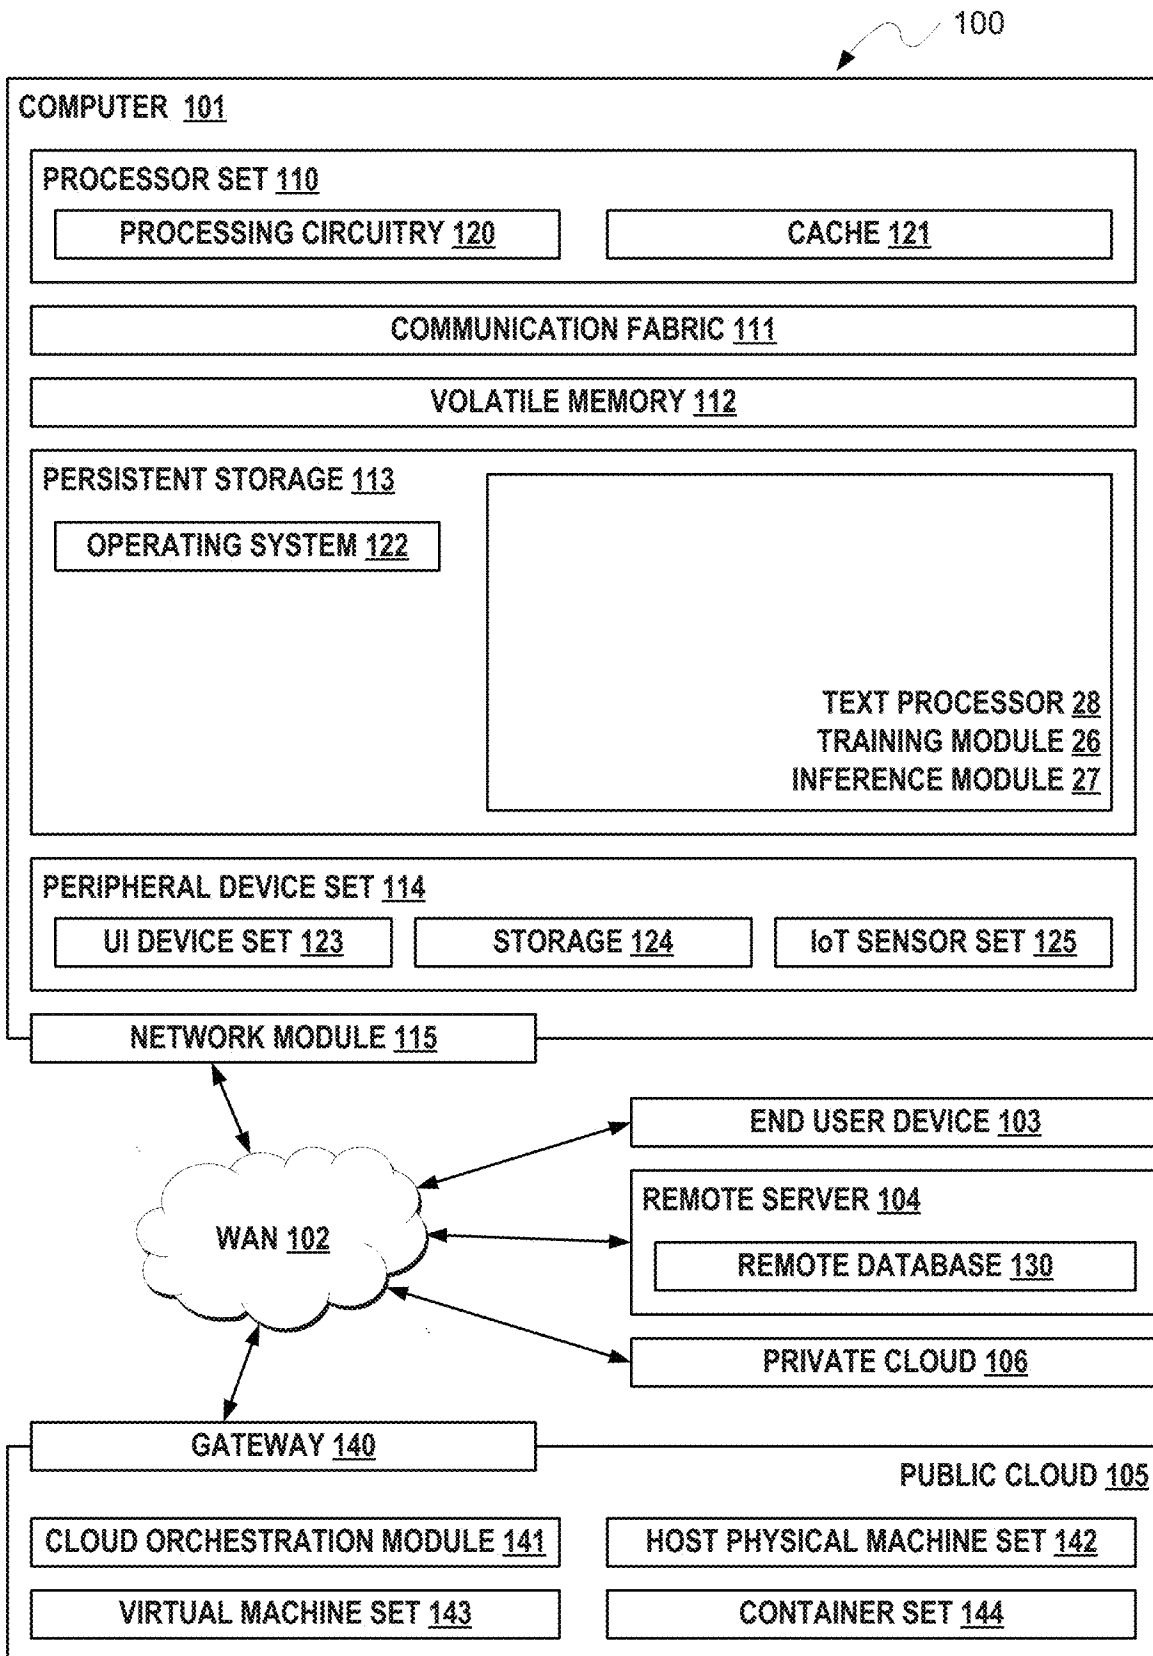 100
COMPUTER 101
PROCESSOR SET 110
PROCESSING CIRCUITRY 120
CACHE 121
COMMUNICATION FABRIC 111
VOLATILE MEMORY 112
PERSISTENT STORAGE 113
OPERATING SYSTEM 122
TEXT PROCESSOR 28
TRAINING MODULE 26
INFERENCE MODULE 27
PERIPHERAL DEVICE SET 114
UI DEVICE SET 123
STORAGE 124
IoT SENSOR SET 125
NETWORK MODULE 115
END USER DEVICE 103
REMOTE SERVER 104
WAN 102
REMOTE DATABASE 130
PRIVATE CLOUD 106
GATEWAY 140
PUBLIC CLOUD 105
CLOUD ORCHESTRATION MODULE 141
HOST PHYSICAL MACHINE SET 142
VIRTUAL MACHINE SET 143
CONTAINER SET 144